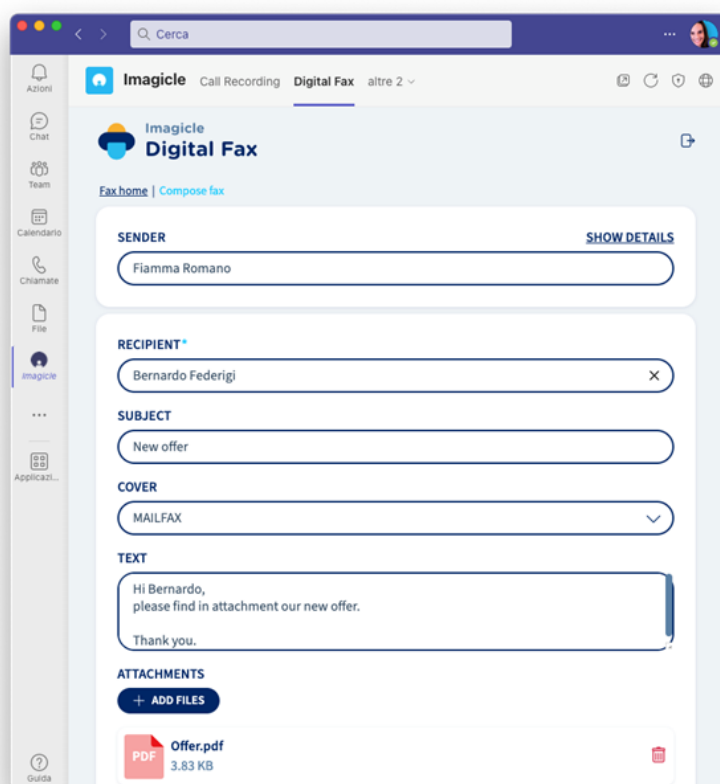 Cerca
Azioni
Chat
Team
Calendario
Chiamate
File
Imagicle
Applicazi...
Guida
Imagicle Call Recording Digital Fax altre 2
Imagicle
Digital Fax
Fax home | Compose fax
SENDER SHOW DETAILS
Fiamma Romano
RECIPIENT*
Bernardo Federigi
SUBJECT
New offer
COVER
MAILFAX
TEXT
Hi Bernardo,
please find in attachment our new offer.
Thank you.
ATTACHMENTS
+ ADD FILES
PDF
Offer.pdf
3.83 KB